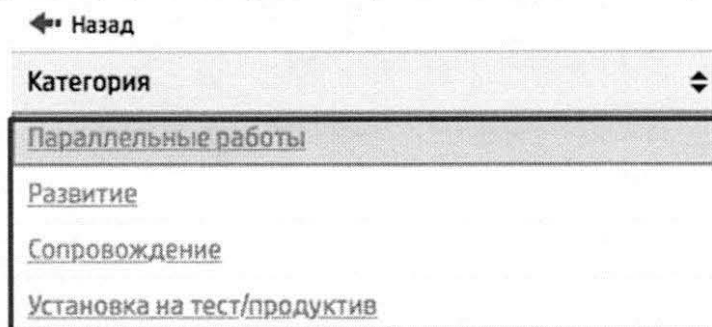 Назад
Категория
Параллельные работы
Развитие
Сопровождение
Установка на тест/продуктив